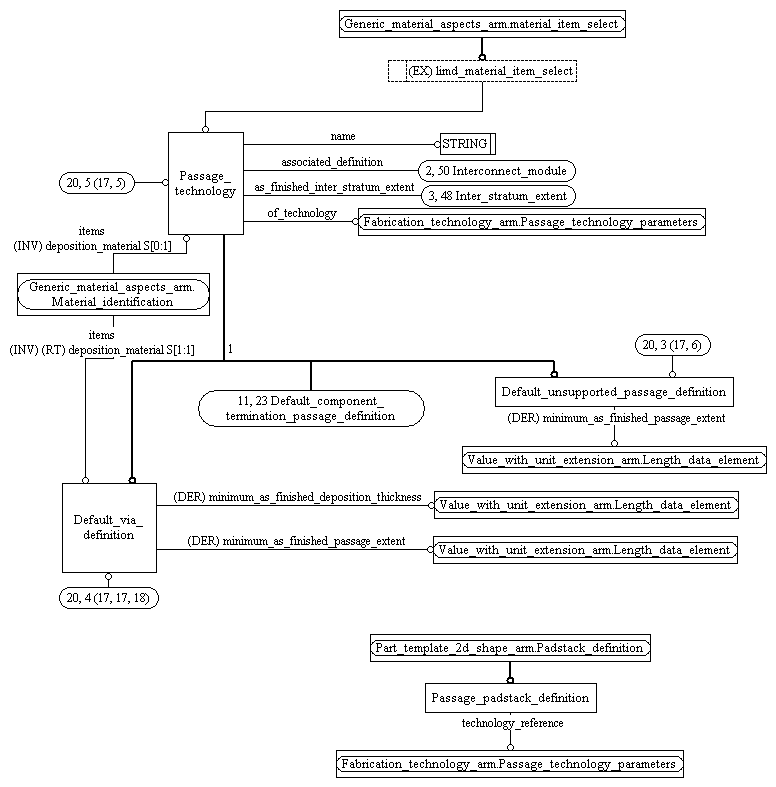 Generic_material_aspects_arm.material_item_select
(EX) limd_material_item_select
name
STRING
Passage_
technology
associated_definition
2, 50 Interconnect_module
20, 5 (17, 5)
as_finished_inter_stratum_extent
3, 48 Inter_stratum_extent
of_technology
Fabrication_technology_arm.Passage_technology_parameters
items
(INV) deposition_material S[0:1]
Generic_material_aspects_arm.
Material_identification
items
(INV) (RT) deposition_material S[1:1]
1
20, 3 (17, 6)
11, 23 Default_component_
termination_passage_definition
Default_unsupported_passage_definition
(DER) minimum_as_finished_passage_extent
Value_with_unit_extension_arm.Length_data_element
Default_via_
definition
(DER) minimum_as_finished_deposition_thickness
Value_with_unit_extension_arm.Length_data_element
(DER) minimum_as_finished_passage_extent
Value_with_unit_extension_arm.Length_data_element
20, 4 (17, 17, 18)
Part_template_2d_shape_arm.Padstack_definition
Passage_padstack_definition
technology_reference
Fabrication_technology_arm.Passage_technology_parameters